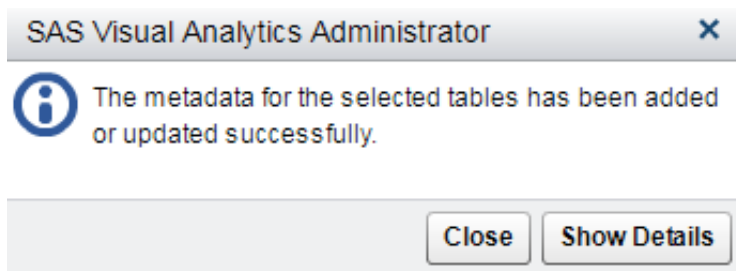 SAS Visual Analytics Administrator
The metadata for the selected tables has been added
or updated successfully.
Close Show Details